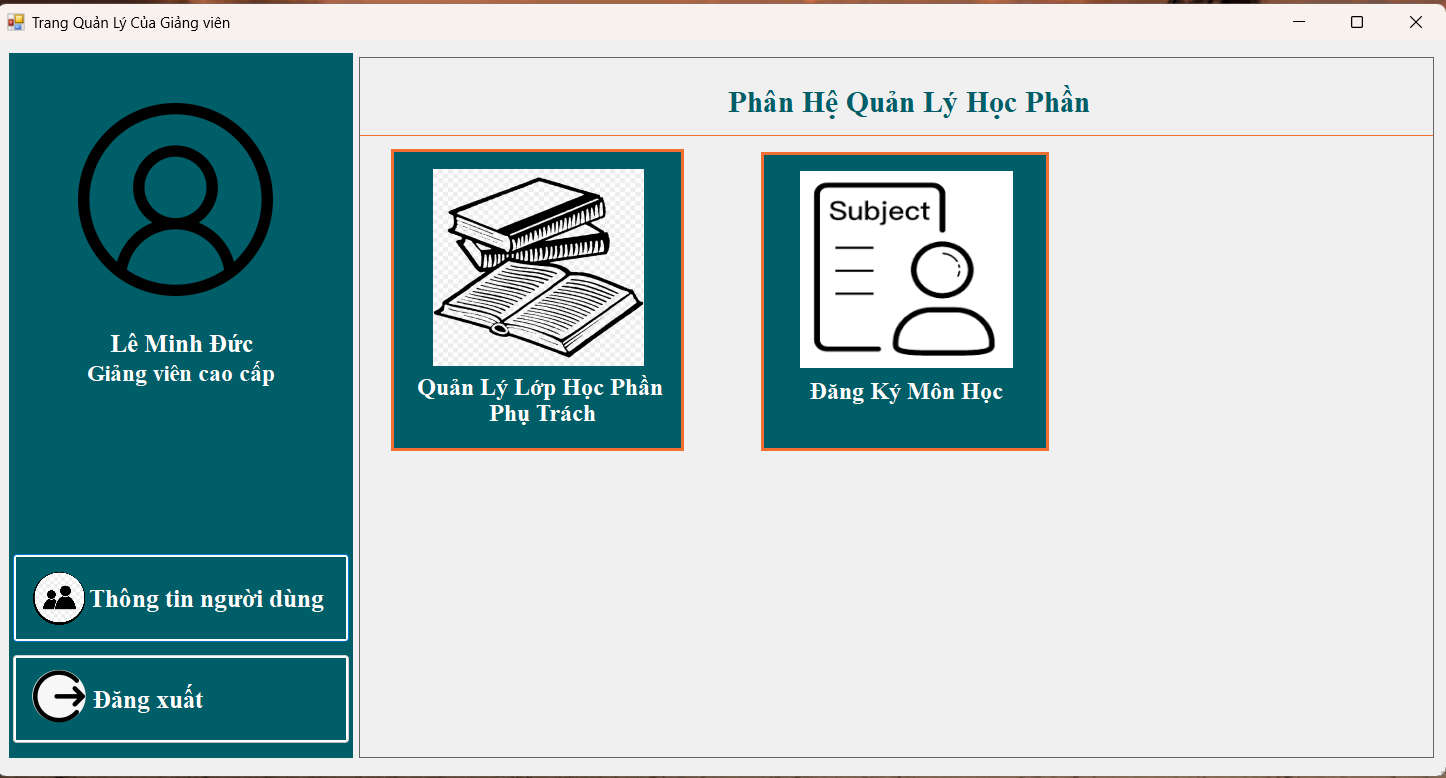 Trang Quản Lý Của Giảng viên
Lê Minh Đức
Giảng viên cao cấp
Thông tin người dùng
Đăng xuất
Phân Hệ Quản Lý Học Phần
Quản Lý Lớp Học Phần
Phụ Trách
Subject
Đăng Ký Môn Học